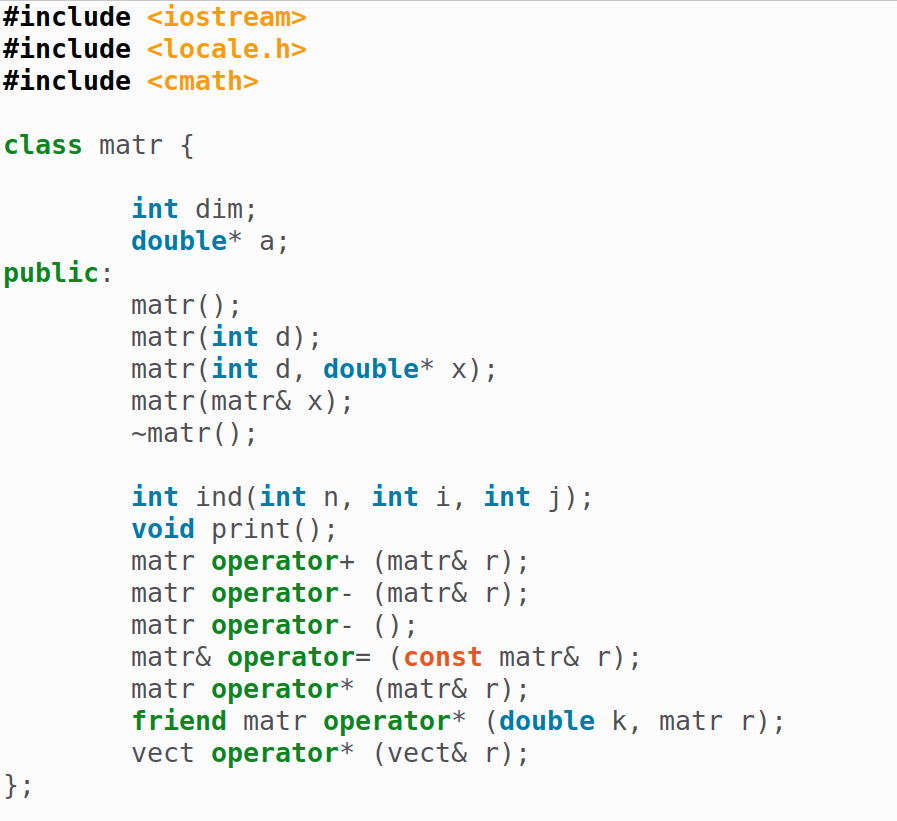 #include <iostream>
#include <locale.h>
#include <cmath>

class matr {

        int dim;
        double* a;
public:
        matr();
        matr(int d);
        matr(int d, double* x);
        matr(matr& x);
        ~matr();

        int ind(int n, int i, int j);
        void print();
        matr operator+ (matr& r);
        matr operator- (matr& r);
        matr operator- ();
        matr& operator= (const matr& r);
        matr operator* (matr& r);
        friend matr operator* (double k, matr r);
        vect operator* (vect& r);
};